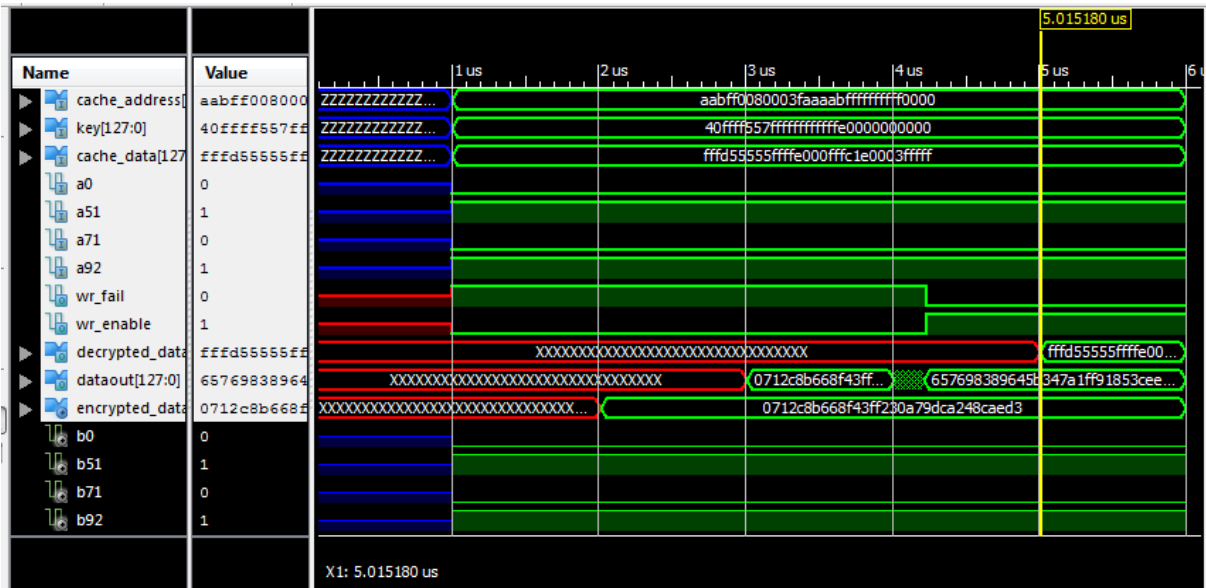 5.015180 us
Name Value 1 us 2 us 3 us 4 us 5 us 6 u
cache_address[ aabff008000 ZZZZZZZZZZZZ... aabff0080003faaaabffffffffff0000
key[127:0] 40ffff557ff ZZZZZZZZZZZZ... 40ffff557fffffffffffe0000000000
cache_data[127 fffd55555ff ZZZZZZZZZZZZ... fffd55555ffffe000fffc1e0003fffff
a0 0
a51 1
a71 0
a92 1
wr_fail 0
wr_enable 1
decrypted_data fffd55555ff XXXXXXXXXXXXXXXXXXXXXXXXXXXXXXXX fffd55555ffffe00...
dataout[127:0] 65769838964 XXXXXXXXXXXXXXXXXXXXXXXXXXXXXXXX 0712c8b668f43ff... 657698389645b347a1ff91853cee...
encrypted_data 0712c8b668f XXXXXXXXXXXXXXXXXXXXXXXXXXXXXX... 0712c8b668f43ff230a79dca248caed3
b0 0
b51 1
b71 0
b92 1
X1: 5.015180 us